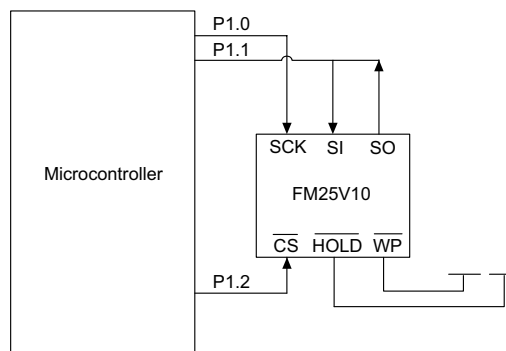 P1.0
P1.1
SCK SI SO
Microcontroller
FM25V10
CS HOLD WP
P1.2